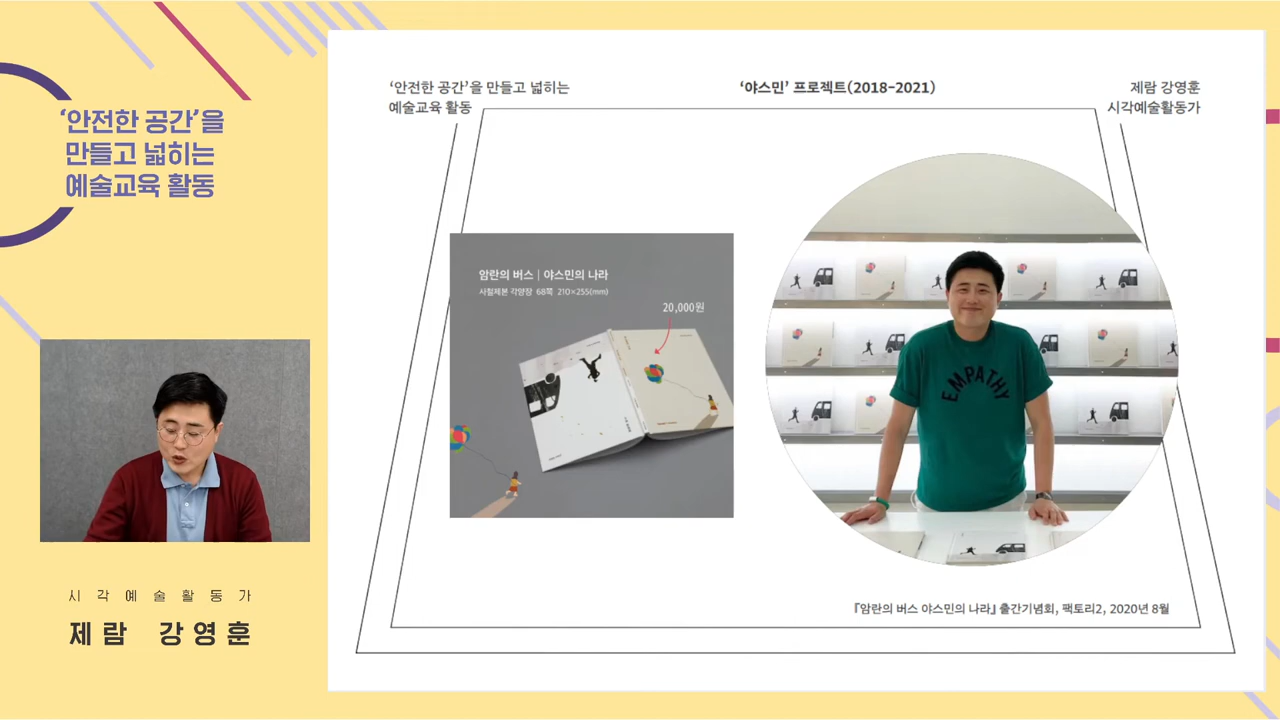 ‘안전한 공간’을
만들고 넓히는
예술교육 활동
시각예술활동가
제람 강영훈
‘안전한 공간’을 만들고 넓히는
예술교육 활동
‘야스민’ 프로젝트(2018-2021)
제람 강영훈
시각예술활동가
암란의 버스 | 야스민의 나라
사철제본 각양장 68쪽 210×255(mm)
20,000원
EMPATHY
『암란의 버스 야스민의 나라』 출간기념회, 팩토리2, 2020년 8월